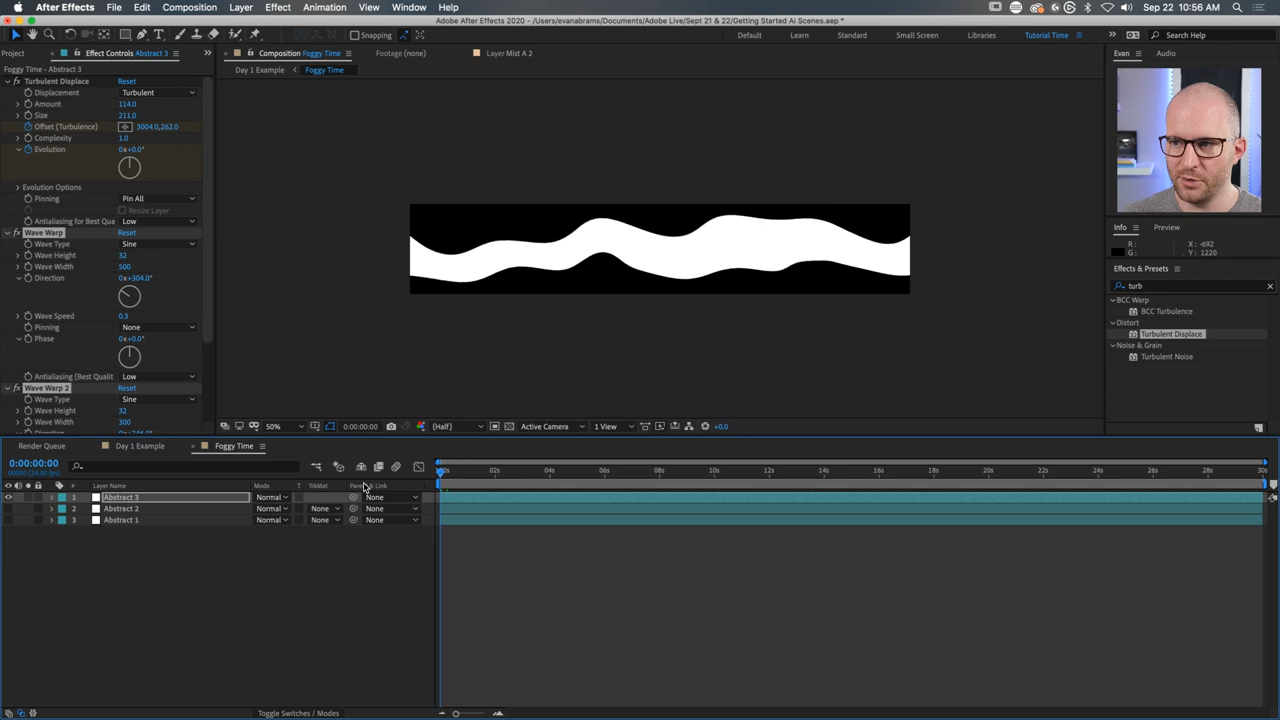 After Effects File Edit Composition Layer Effect Animation View Window Help Sep 22 10:56 AM
Adobe After Effects 2020 - /Users/evanabrams/Documents/Adobe Live/Sept 21 & 22/Getting Started Ai Scenes.aep *
Snapping Default Learn Standard Small Screen Libraries Tutorial Time Search Help
Project Effect Controls Abstract 3 Composition Foggy Time Footage (none) Layer Mist A 2 Evan Audio
Foggy Time • Abstract 3 Day 1 Example Foggy Time
fx Turbulent Displace Reset
Displacement Turbulent
Amount 114.0
Size 211.0
Offset (Turbulence) 3004.0,262.0
Complexity 1.0
Evolution 0x+0.0°
Evolution Options
Pinning Pin All
Resize Layer
Antialiasing for Best Qua Low
fx Wave Warp Reset
Wave Type Sine
Wave Height 32
Wave Width 500
Direction 0x+304.0°
Wave Speed 0.3
Pinning None
Phase 0x+0.0°
Antialiasing (Best Qualit Low
fx Wave Warp 2 Reset
Wave Type Sine
Wave Height 32
Wave Width 300
Info Preview
R: X: -692
G: Y: 1220
Effects & Presets
turb
BCC Warp
BCC Turbulence
Distort
Turbulent Displace
Noise & Grain
Turbulent Noise
50% 0:00:00:00 (Half) Active Camera 1 View +0.0
Render Queue Day 1 Example Foggy Time
0:00:00:00
02s 04s 06s 08s 10s 12s 14s 16s 18s 20s 22s 24s 26s 28s 30s
# Layer Name Mode T TrkMat Parent & Link
1 Abstract 3 Normal None
2 Abstract 2 Normal None None
3 Abstract 1 Normal None None
Toggle Switches / Modes